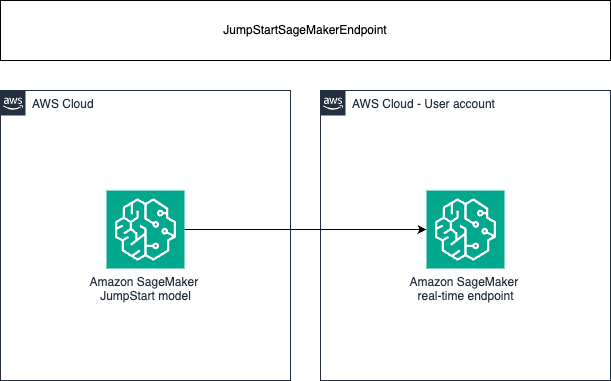 JumpStartSageMakerEndpoint
aws
AWS Cloud
aws
AWS Cloud - User account
Amazon SageMaker
JumpStart model
Amazon SageMaker
real-time endpoint